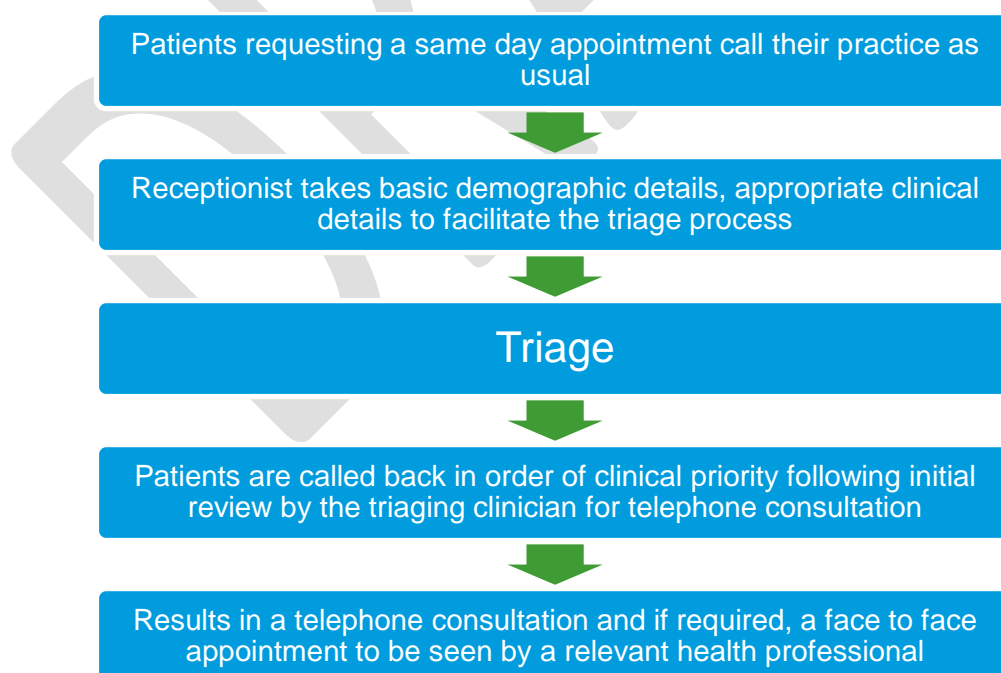 Patients requesting a same day appointment call their practice as
usual
Receptionist takes basic demographic details, appropriate clinical
details to facilitate the triage process
Triage
Patients are called back in order of clinical priority following initial
review by the triaging clinician for telephone consultation
Results in a telephone consultation and if required, a face to face
appointment to be seen by a relevant health professional